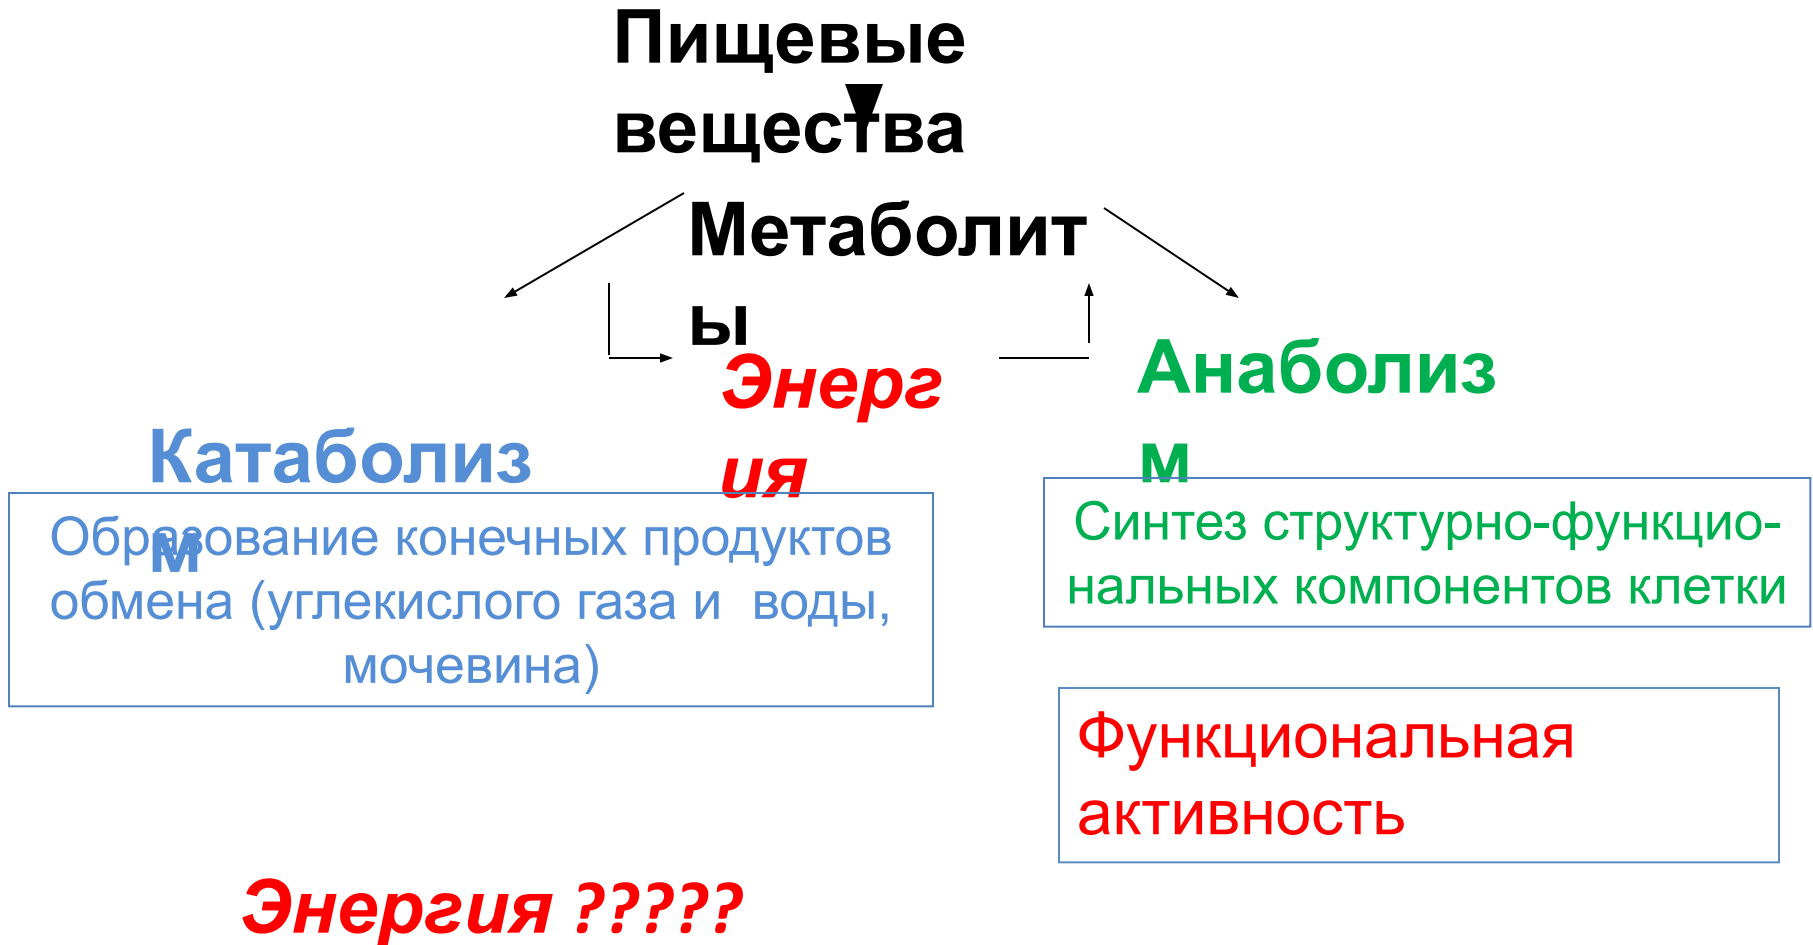 Пищевые
вещества
Метаболит
ы
Энерг
ия
Анаболиз
м
Катаболиз
м
Образование конечных продуктов
обмена (углекислого газа и  воды,
мочевина)
Синтез структурно-функцио-
нальных компонентов клетки
Функциональная
активность
Энергия ?????